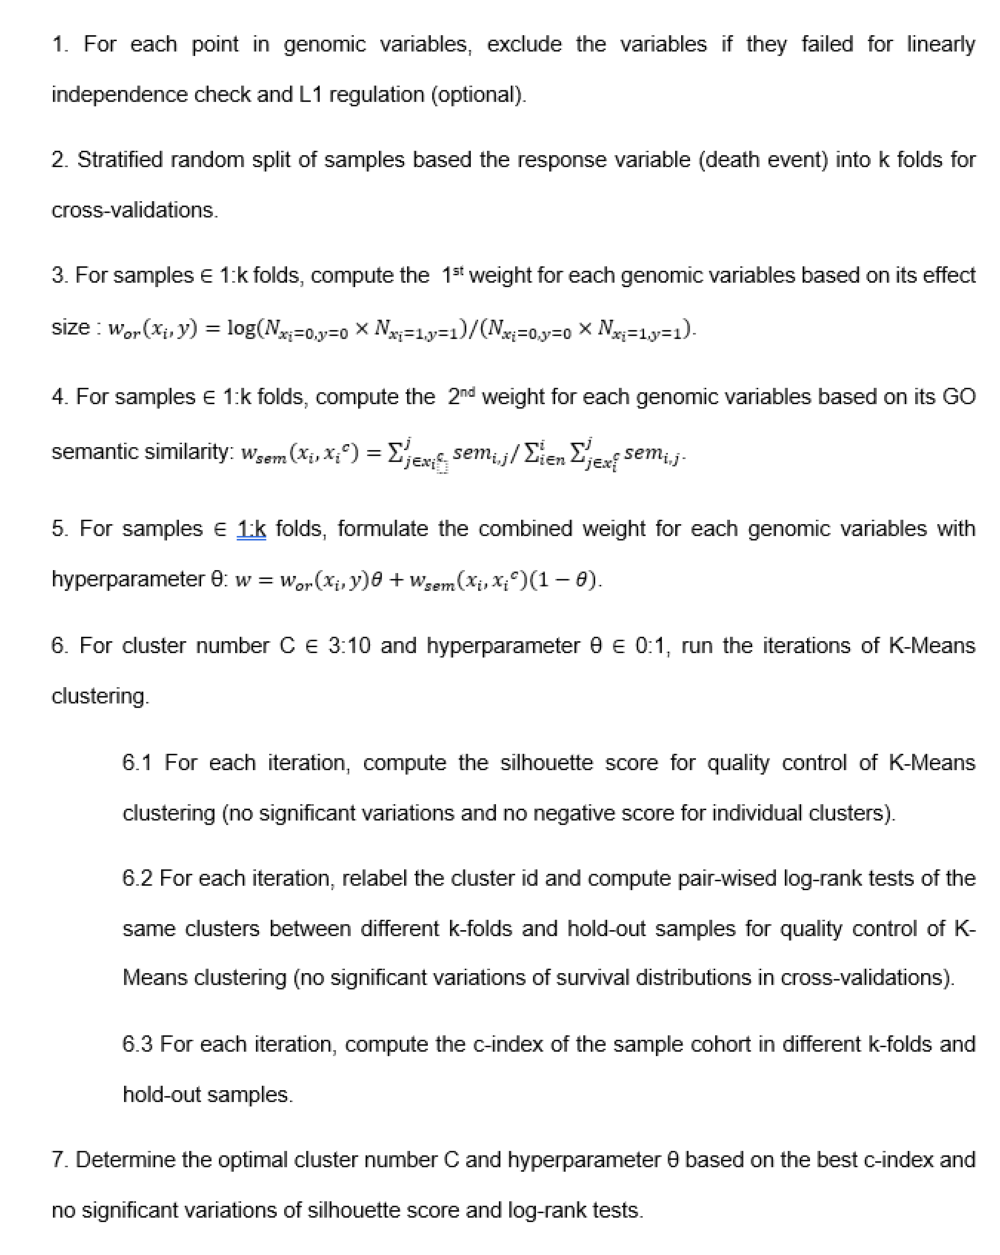 1. For each point in genomic variables, exclude the variables if they failed for linearly
independence check and L1 regulation (optional).
2. Stratified random split of samples based the response variable (death event) into k folds for
cross-validations.
3. For samples ∈ 1:k folds, compute the 1ˢᵗ weight for each genomic variables based on its effect
size : w_{or}(x_i, y) = log(N_{x_i=0,y=0} × N_{x_i=1,y=1})/(N_{x_i=0,y=0} × N_{x_i=1,y=1}).
4. For samples ∈ 1:k folds, compute the 2ⁿᵈ weight for each genomic variables based on its GO
semantic similarity: w_{sem}(x_i, x_i^c) = Σ_{j∈x_i^c}^{j} sem_{i,j} / Σ_{i∈n}^{i} Σ_{j∈x_i^c}^{j} sem_{i,j}.
5. For samples ∈ 1:k folds, formulate the combined weight for each genomic variables with
hyperparameter θ: w = w_{or}(x_i, y)θ + w_{sem}(x_i, x_i^c)(1 − θ).
6. For cluster number C ∈ 3:10 and hyperparameter θ ∈ 0:1, run the iterations of K-Means
clustering.
6.1 For each iteration, compute the silhouette score for quality control of K-Means
clustering (no significant variations and no negative score for individual clusters).
6.2 For each iteration, relabel the cluster id and compute pair-wised log-rank tests of the
same clusters between different k-folds and hold-out samples for quality control of K-
Means clustering (no significant variations of survival distributions in cross-validations).
6.3 For each iteration, compute the c-index of the sample cohort in different k-folds and
hold-out samples.
7. Determine the optimal cluster number C and hyperparameter θ based on the best c-index and
no significant variations of silhouette score and log-rank tests.